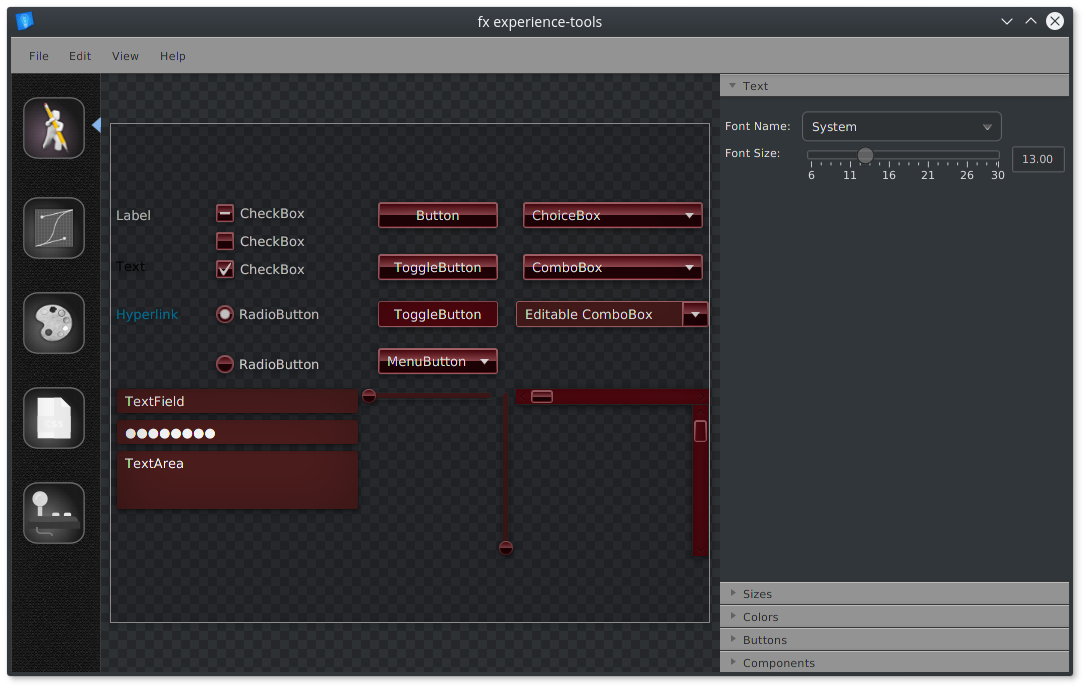 fx experience-tools
File Edit View Help
Text
Font Name: System
Font Size: 13.00
6 11 16 21 26 30
Label CheckBox Button ChoiceBox
CheckBox
Text CheckBox ToggleButton ComboBox
Hyperlink RadioButton ToggleButton Editable ComboBox
RadioButton MenuButton
TextField
TextArea
CSS
Sizes
Colors
Buttons
Components